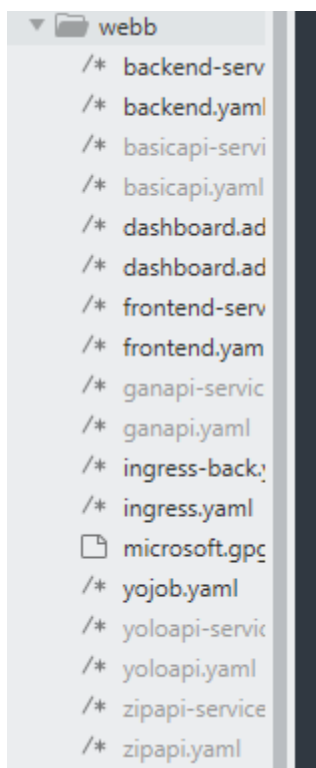 webb
/* backend-serv
/* backend.yaml
/* basicapi-servi
/* basicapi.yaml
/* dashboard.ad
/* dashboard.ad
/* frontend-serv
/* frontend.yam
/* ganapi-servic
/* ganapi.yaml
/* ingress-back.y
/* ingress.yaml
microsoft.gpg
/* yojob.yaml
/* yoloapi-servic
/* yoloapi.yaml
/* zipapi-service
/* zipapi.yaml